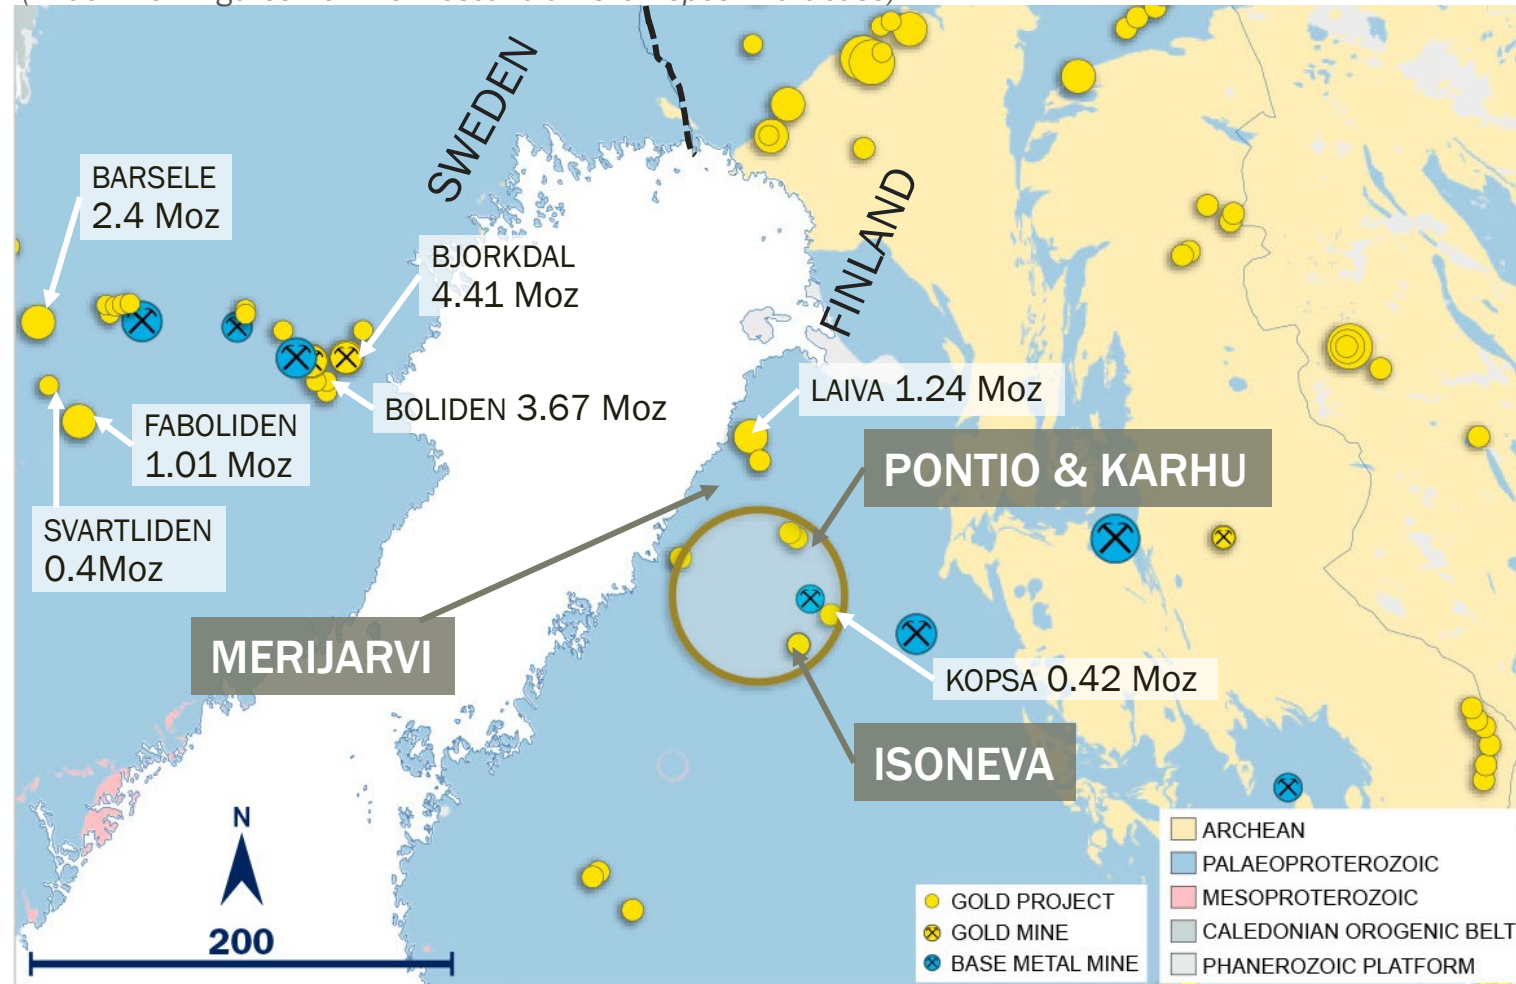 SWEDEN
BARSELE
2.4 Moz
BJORKDAL
4.41 Moz
FINLAND
LAIVA 1.24 Moz
BOLIDEN 3.67 Moz
FABOLIDEN
1.01 Moz
PONTIO & KARHU
SVARTLIDEN
0.4Moz
MERIJARVI
KOPSA 0.42 Moz
ISONEVA
N
200
GOLD PROJECT
GOLD MINE
BASE METAL MINE
ARCHEAN
PALAEOPROTEROZOIC
MESOPROTEROZOIC
CALEDONIAN OROGENIC BELT
PHANEROZOIC PLATFORM